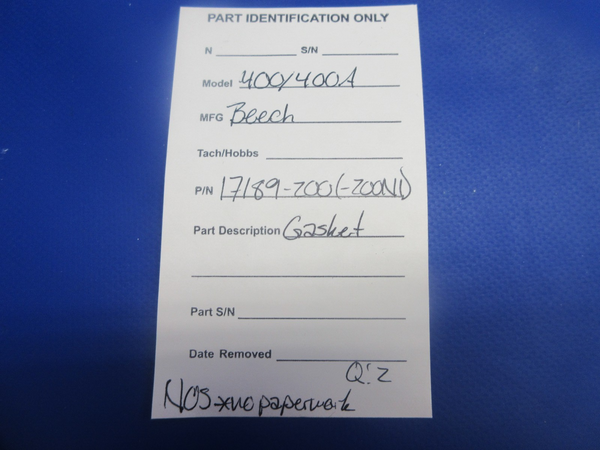 PART IDENTIFICATION ONLY
N S/N
Model 400/400A
MFG Beech
Tach/Hobbs
P/N 17189-200(-200N1)
Part Description Gasket
Part S/N
Date Removed
Q:2
NOS *no paperwork